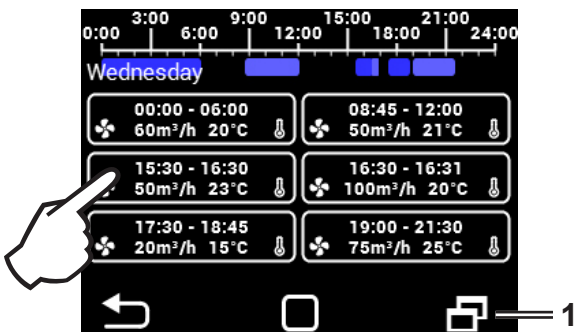 3:00 9:00 15:00 21:00
0:00 6:00 12:00 18:00 24:00
Wednesday
00:00 - 06:00
60m³/h 20°C
08:45 - 12:00
50m³/h 21°C
15:30 - 16:30
50m³/h 23°C
16:30 - 16:31
100m³/h 20°C
17:30 - 18:45
20m³/h 15°C
19:00 - 21:30
75m³/h 25°C
1